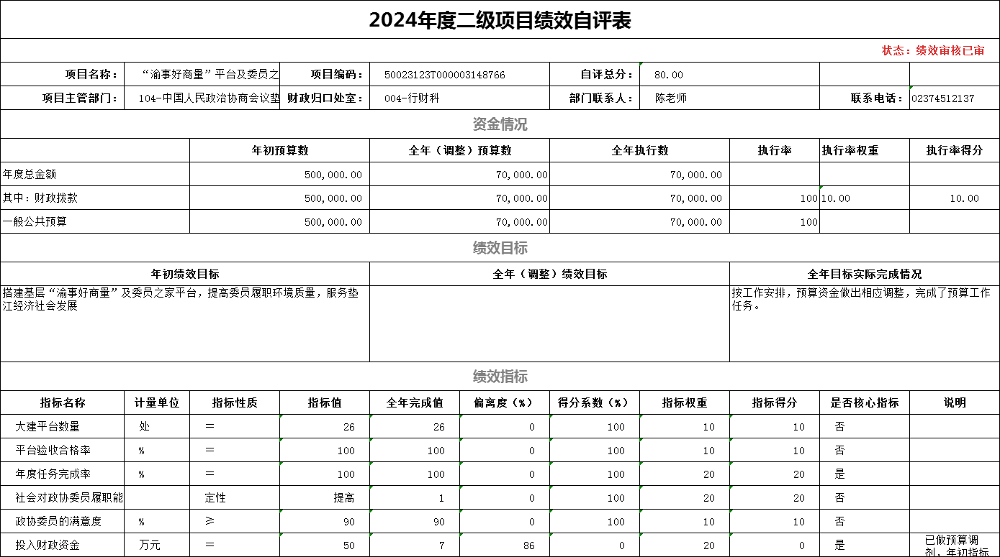 2024年度二级项目绩效自评表
状态：绩效审核已审
项目名称： “渝事好商量”平台及委员之 项目编码： 50023123T000003148766 自评总分： 80.00
项目主管部门： 104-中国人民政治协商会议垫 财政归口处室： 004-行财科 部门联系人： 陈老师 联系电话： 02374512137
资金情况
年初预算数 全年（调整）预算数 全年执行数 执行率 执行率权重 执行率得分
年度总金额 500,000.00 70,000.00 70,000.00
其中：财政拨款 500,000.00 70,000.00 70,000.00 100 10.00 10.00
一般公共预算 500,000.00 70,000.00 70,000.00 100
绩效目标
年初绩效目标 全年（调整）绩效目标 全年目标实际完成情况
搭建基层“渝事好商量”及委员之家平台，提高委员履职环境质量，服务垫
江经济社会发展
按工作安排，预算资金做出相应调整，完成了预算工作
任务。
绩效指标
指标名称 计量单位 指标性质 指标值 全年完成值 偏离度（%） 得分系数（%） 指标权重 指标得分 是否核心指标 说明
大建平台数量 处 ＝ 26 26 0 100 10 10 否
平台验收合格率 % ＝ 100 100 0 100 10 10 否
年度任务完成率 % ＝ 100 100 0 100 20 20 是
社会对政协委员履职能 定性 提高 1 0 100 20 20 否
政协委员的满意度 % ≥ 90 90 0 100 10 10 否
投入财政资金 万元 ＝ 50 7 86 0 20 0 是 已做预算调
剂，年初指标